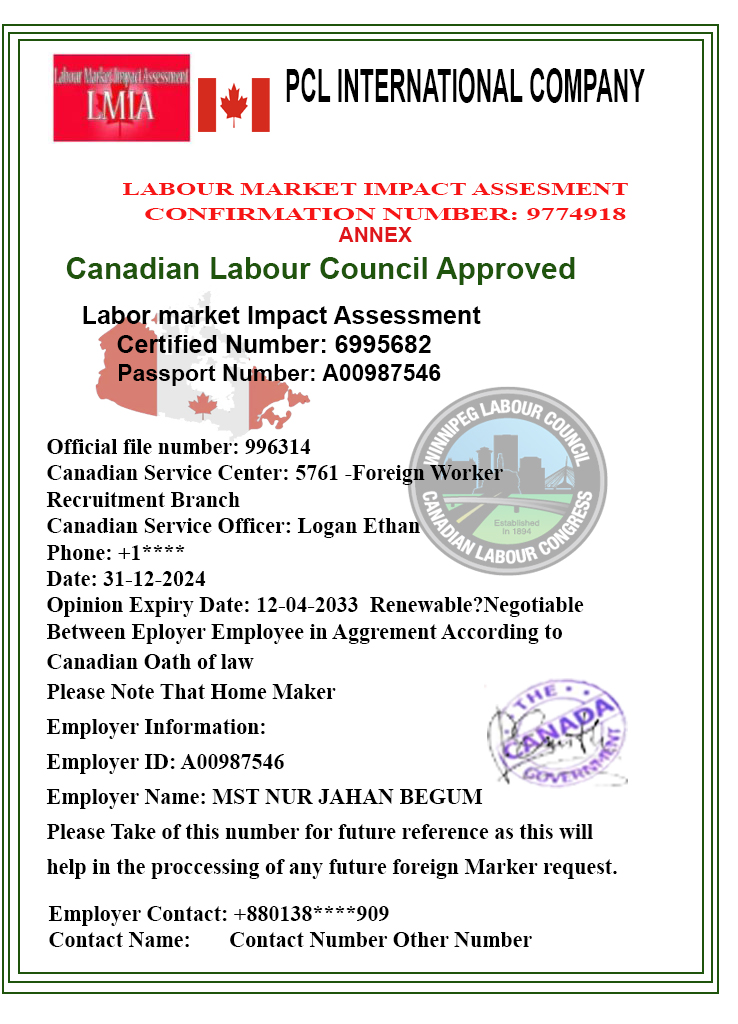 Labour Market Impact Assessment
LMIA
PCL INTERNATIONAL COMPANY
LABOUR MARKET IMPACT ASSESMENT
CONFIRMATION NUMBER: 9774918
ANNEX
Canadian Labour Council Approved
Labor market Impact Assessment
Certified Number: 6995682
Passport Number: A00987546
WINNIPEG LABOUR COUNCIL
Established
in 1894
CANADIAN LABOUR CONGRESS
Official file number: 996314
Canadian Service Center: 5761 -Foreign Worker
Recruitment Branch
Canadian Service Officer: Logan Ethan
Phone: +1****
Date: 31-12-2024
Opinion Expiry Date: 12-04-2033 Renewable?Negotiable
Between Eployer Employee in Aggrement According to
Canadian Oath of law
Please Note That Home Maker
Employer Information:
Employer ID: A00987546
Employer Name: MST NUR JAHAN BEGUM
THE
CANADA
GOVERNMENT
Please Take of this number for future reference as this will
help in the proccessing of any future foreign Marker request.
Employer Contact: +880138****909
Contact Name: Contact Number Other Number